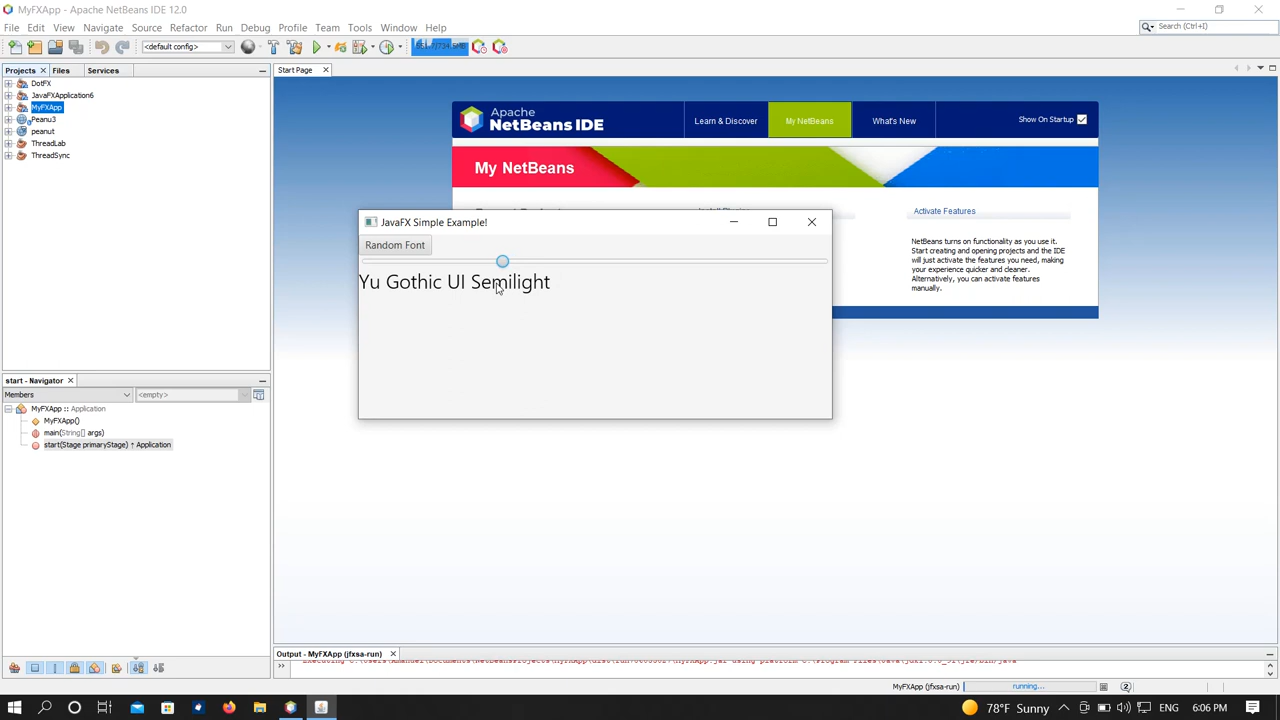 MyFXApp - Apache NetBeans IDE 12.0
File Edit View Navigate Source Refactor Run Debug Profile Team Tools Window Help
Search (Ctrl+I)
<default config>
Projects Files Services
Start Page
DotFX
JavaFXApplication6
MyFXApp
Peanu3
peanut
ThreadLab
ThreadSync
Apache
NetBeans IDE
Learn & Discover
My NetBeans
What's New
Show On Startup
My NetBeans
Activate Features
NetBeans turns on functionality as you use it.
Start creating and opening projects and the IDE
will just activate the features you need, making
your experience quicker and cleaner.
Alternatively, you can activate features
manually.
JavaFX Simple Example!
Random Font
Yu Gothic UI Semilight
start - Navigator
Members
<empty>
MyFXApp :: Application
MyFXApp()
main(String[] args)
start(Stage primaryStage) ↑ Application
Output - MyFXApp (jfxsa-run)
MyFXApp (jfxsa-run)
running...
2
78°F Sunny
ENG
6:06 PM